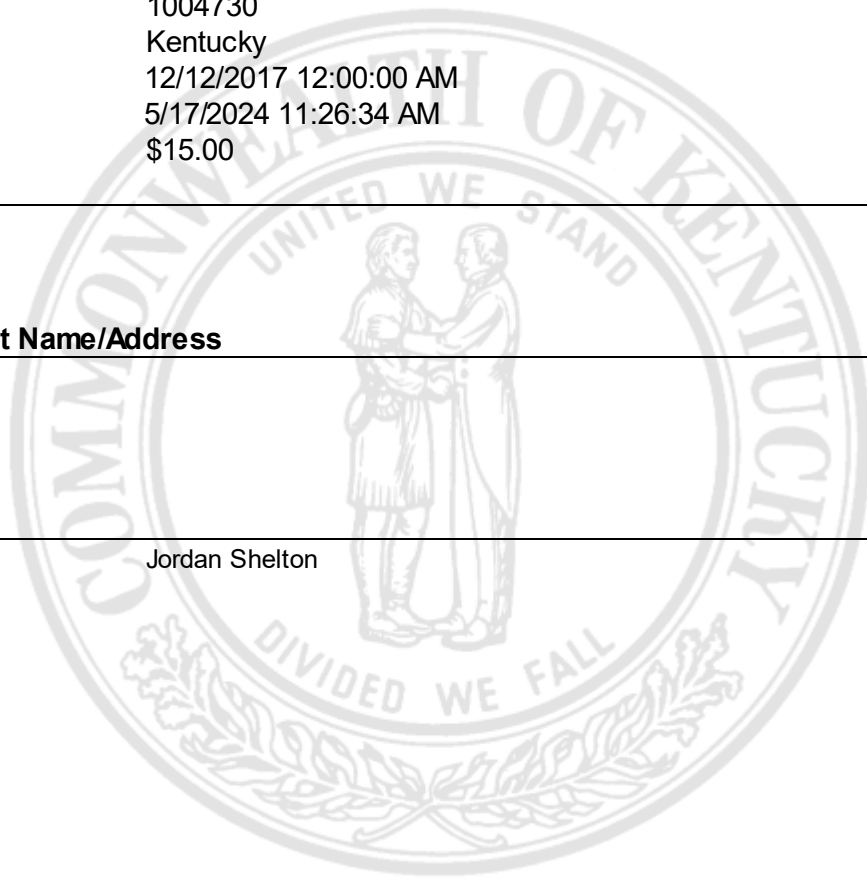 1004730
Kentucky
12/12/2017 12:00:00 AM
5/17/2024 11:26:34 AM
$15.00
COMMONWEALTH OF KENTUCKY
UNITED WE STAND
t Name/Address
Jordan Shelton
DIVIDED WE FALL